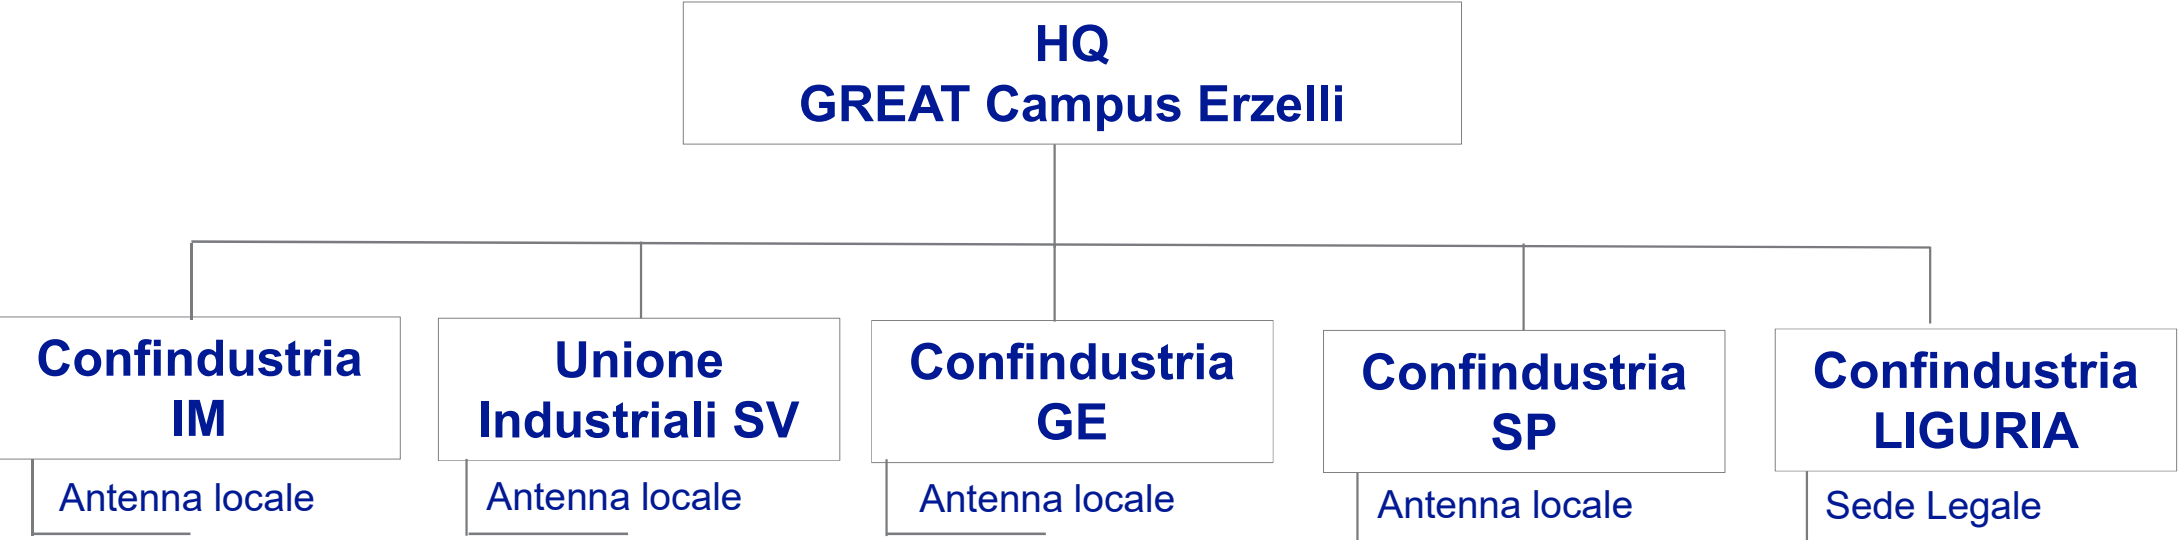 HQ
GREAT Campus Erzelli
Confindustria
IM
Unione
Industriali SV
Confindustria
GE
Confindustria
SP
Confindustria
LIGURIA
Antenna locale
Antenna locale
Antenna locale
Antenna locale
Sede Legale